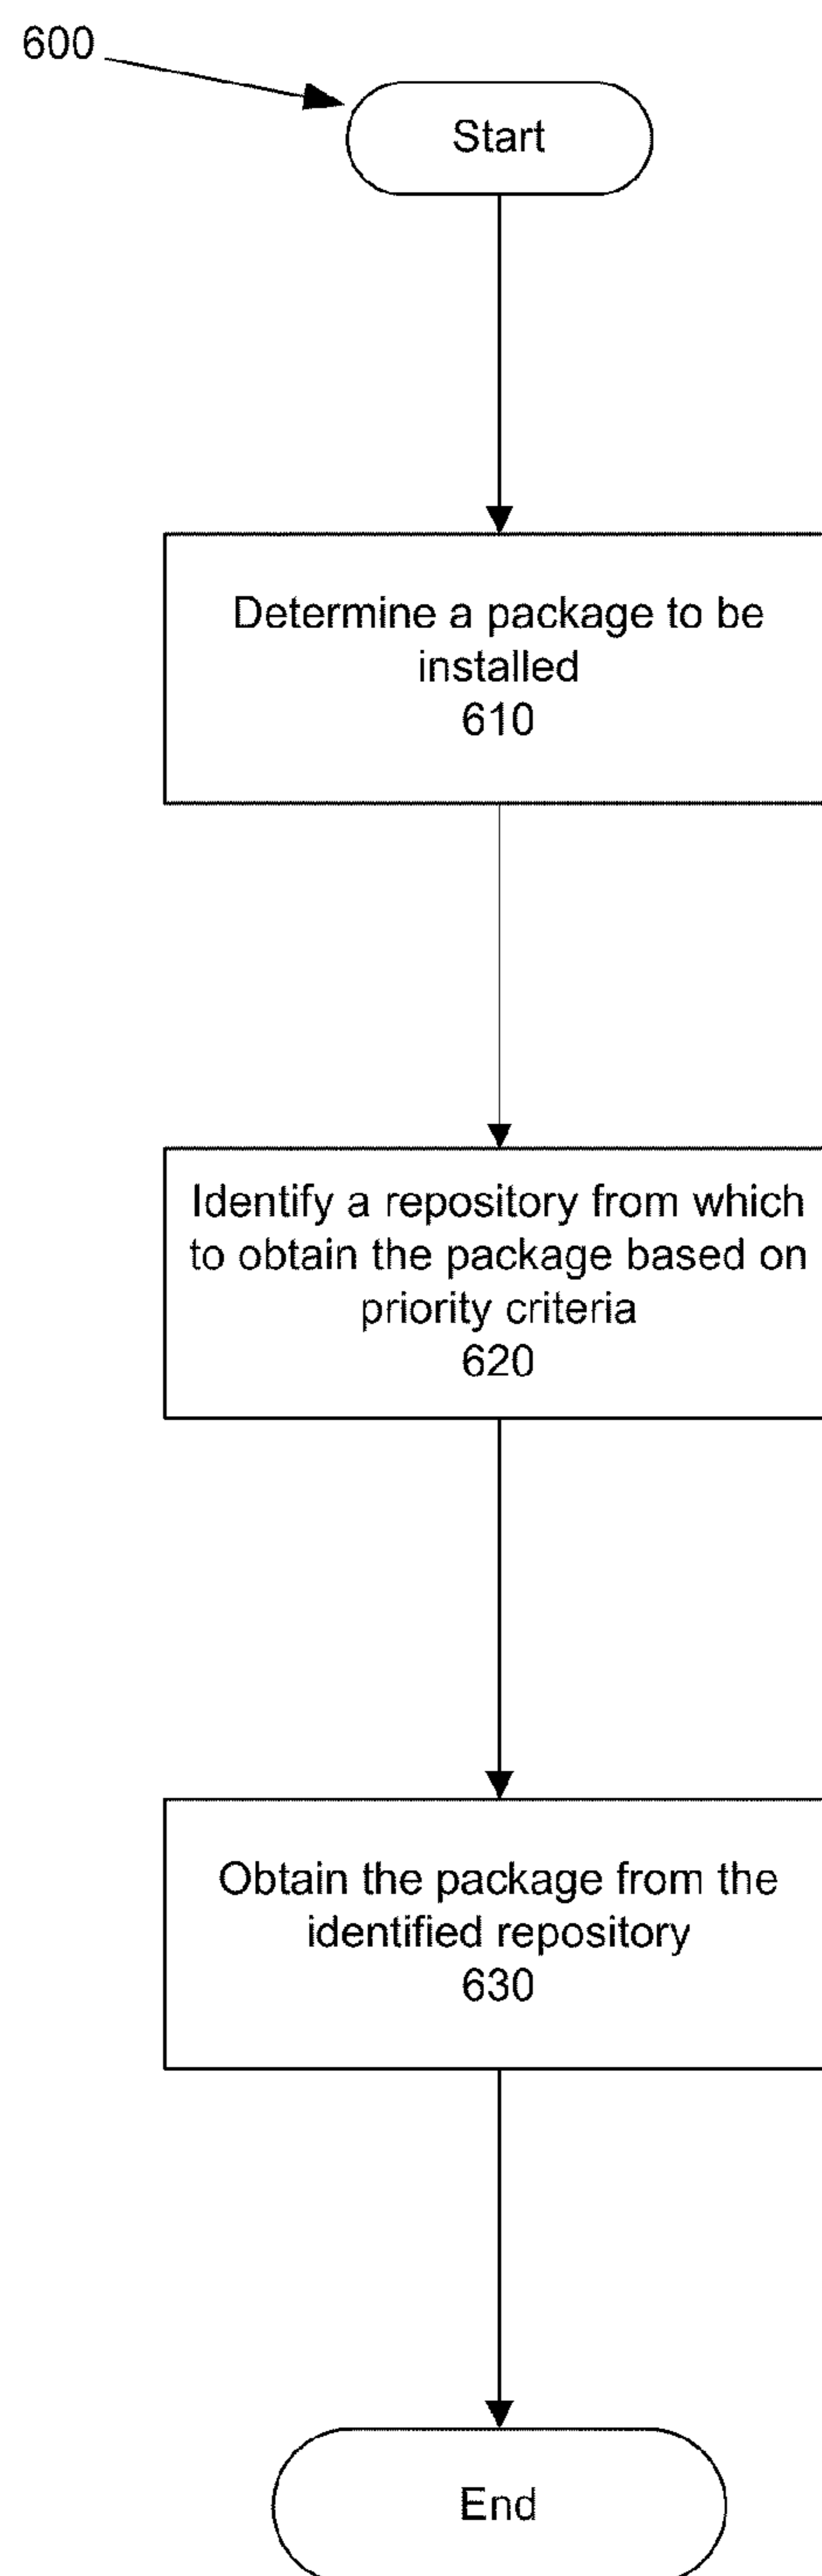 600
Start
Determine a package to be
installed
610
Identify a repository from which
to obtain the package based on
priority criteria
620
Obtain the package from the
identified repository
630
End